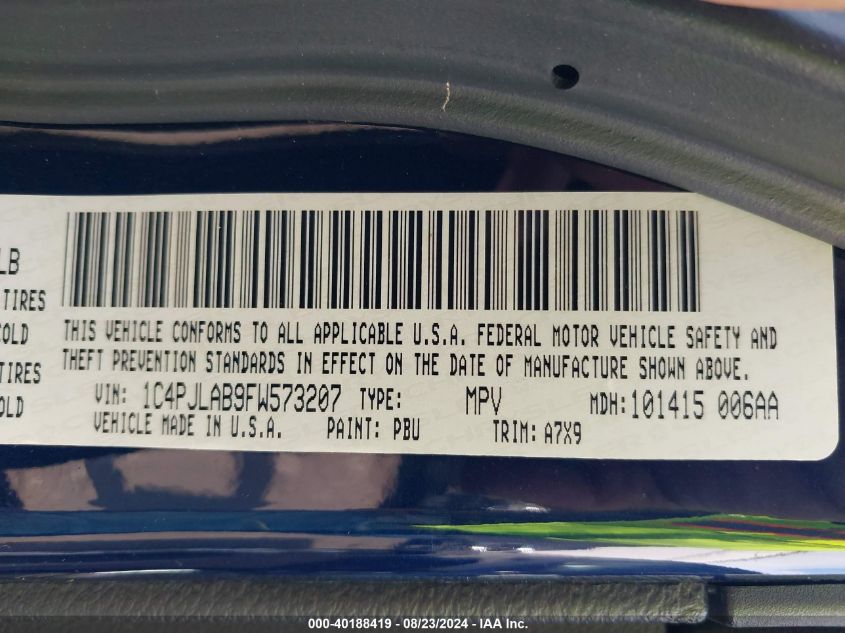 LB
TIRES
COLD
THIS VEHICLE CONFORMS TO ALL APPLICABLE U.S.A. FEDERAL MOTOR VEHICLE SAFETY AND
THEFT PREVENTION STANDARDS IN EFFECT ON THE DATE OF MANUFACTURE SHOWN ABOVE.
TIRES
OLD
VIN: 1C4PJLAB9FW573207 TYPE: MPV MDH:101415 006AA
VEHICLE MADE IN U.S.A. PAINT: PBU TRIM: A7X9
000-40188419 - 08/23/2024 - IAA Inc.